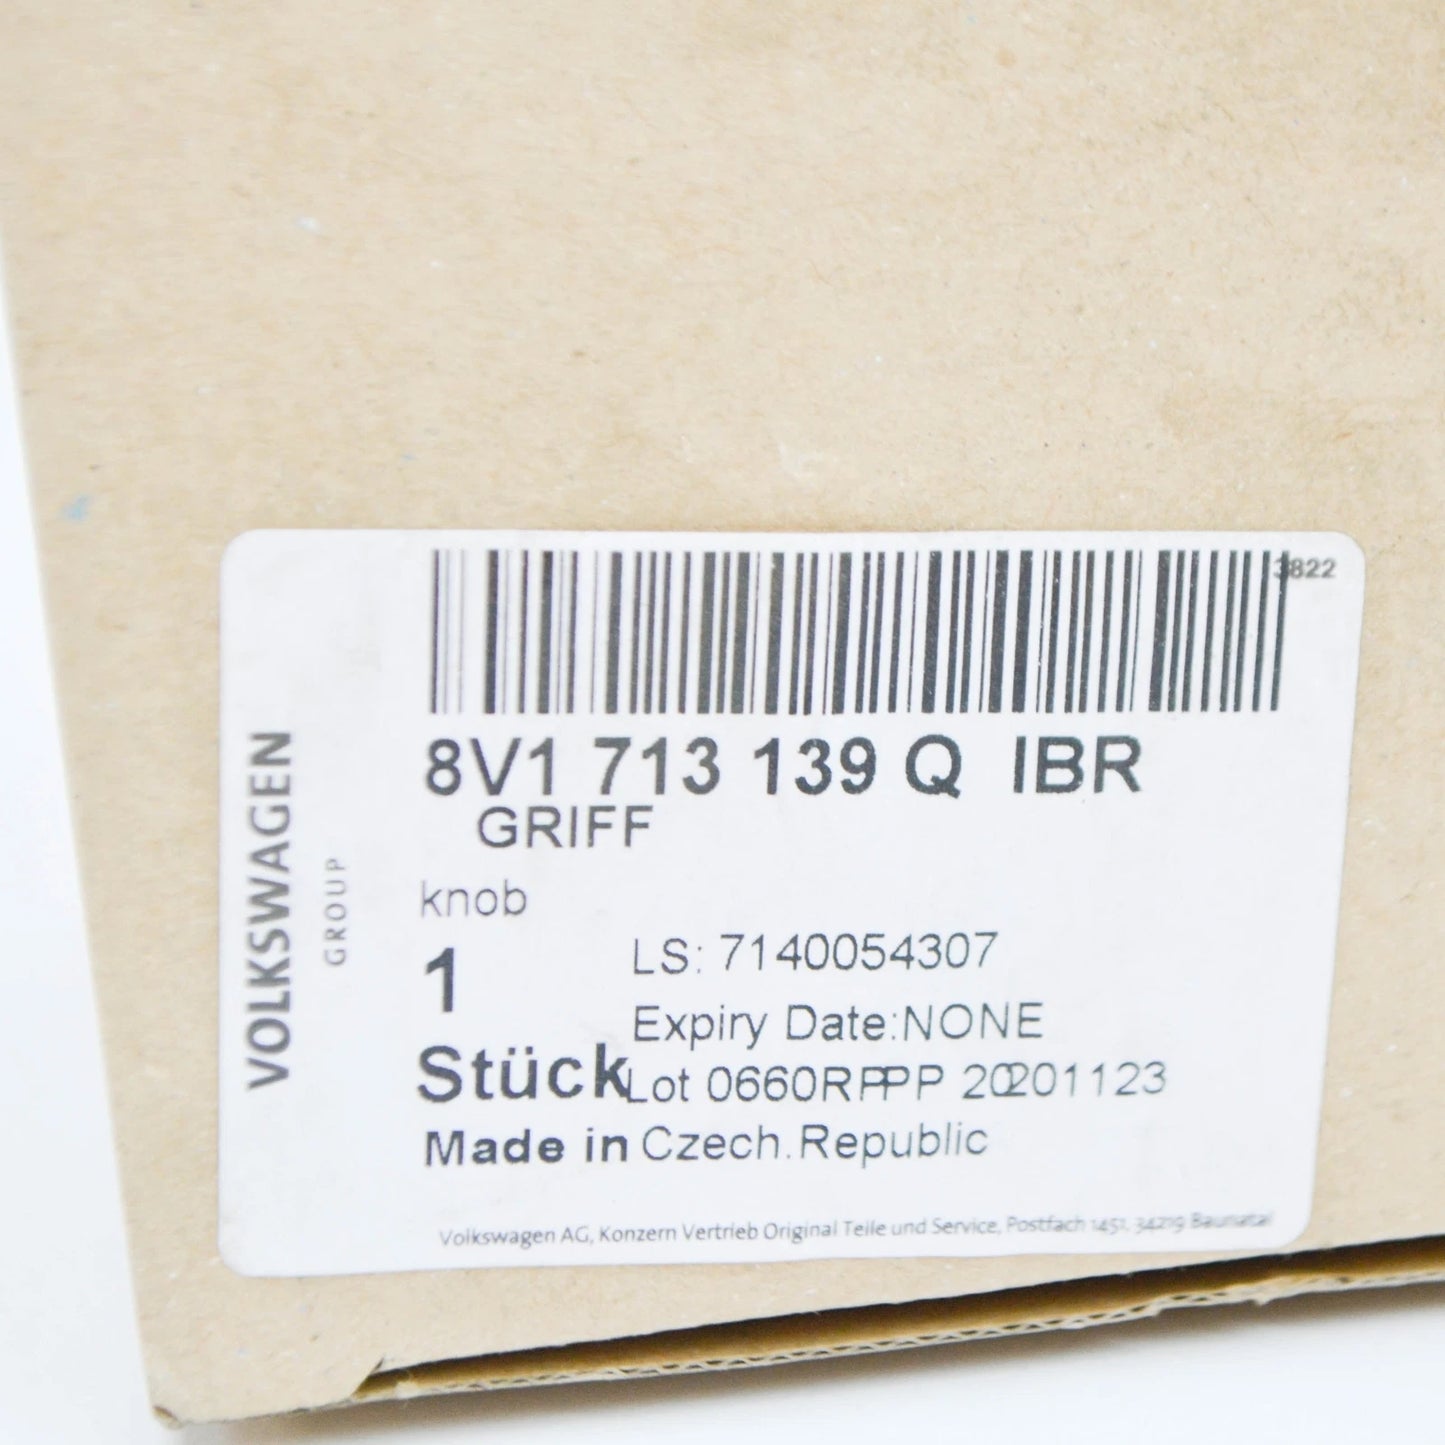 3822
8V1 713 139 Q IBR
GRIFF
knob
1
LS: 7140054307
Expiry Date:NONE
Stück
Lot 0660RPPP 20201123
Made in Czech.Republic
Volkswagen AG, Konzern Vertrieb Original Teile und Service, Postfach 1451, 34219 Baunatal
VOLKSWAGEN
GROUP